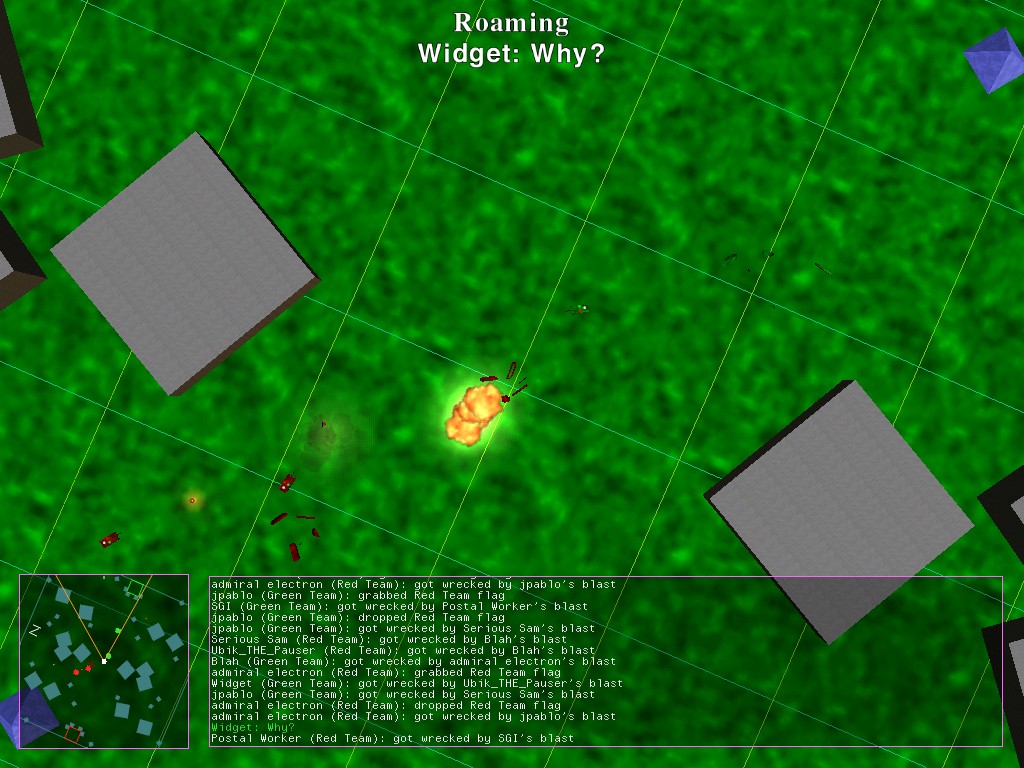 Roaming
Widget: Why?
admiral electron (Red Team): got wrecked by jpablo's blast
jpablo (Green Team): grabbed Red Team flag
SGI (Green Team): got wrecked by Postal Worker's blast
jpablo (Green Team): dropped Red Team flag
jpablo (Green Team): got wrecked by Serious Sam's blast
Serious Sam (Red Team): got wrecked by Blah's blast
Ubik_THE_Pauser (Red Team): got wrecked by Blah's blast
Blah (Green Team): got wrecked by admiral electron's blast
admiral electron (Red Team): grabbed Red Team flag
Widget (Green Team): got wrecked by Ubik_THE_Pauser's blast
jpablo (Green Team): got wrecked by Serious Sam's blast
admiral electron (Red Team): dropped Red Team flag
admiral electron (Red Team): got wrecked by jpablo's blast
Widget: Why?
Postal Worker (Red Team): got wrecked by SGI's blast
N